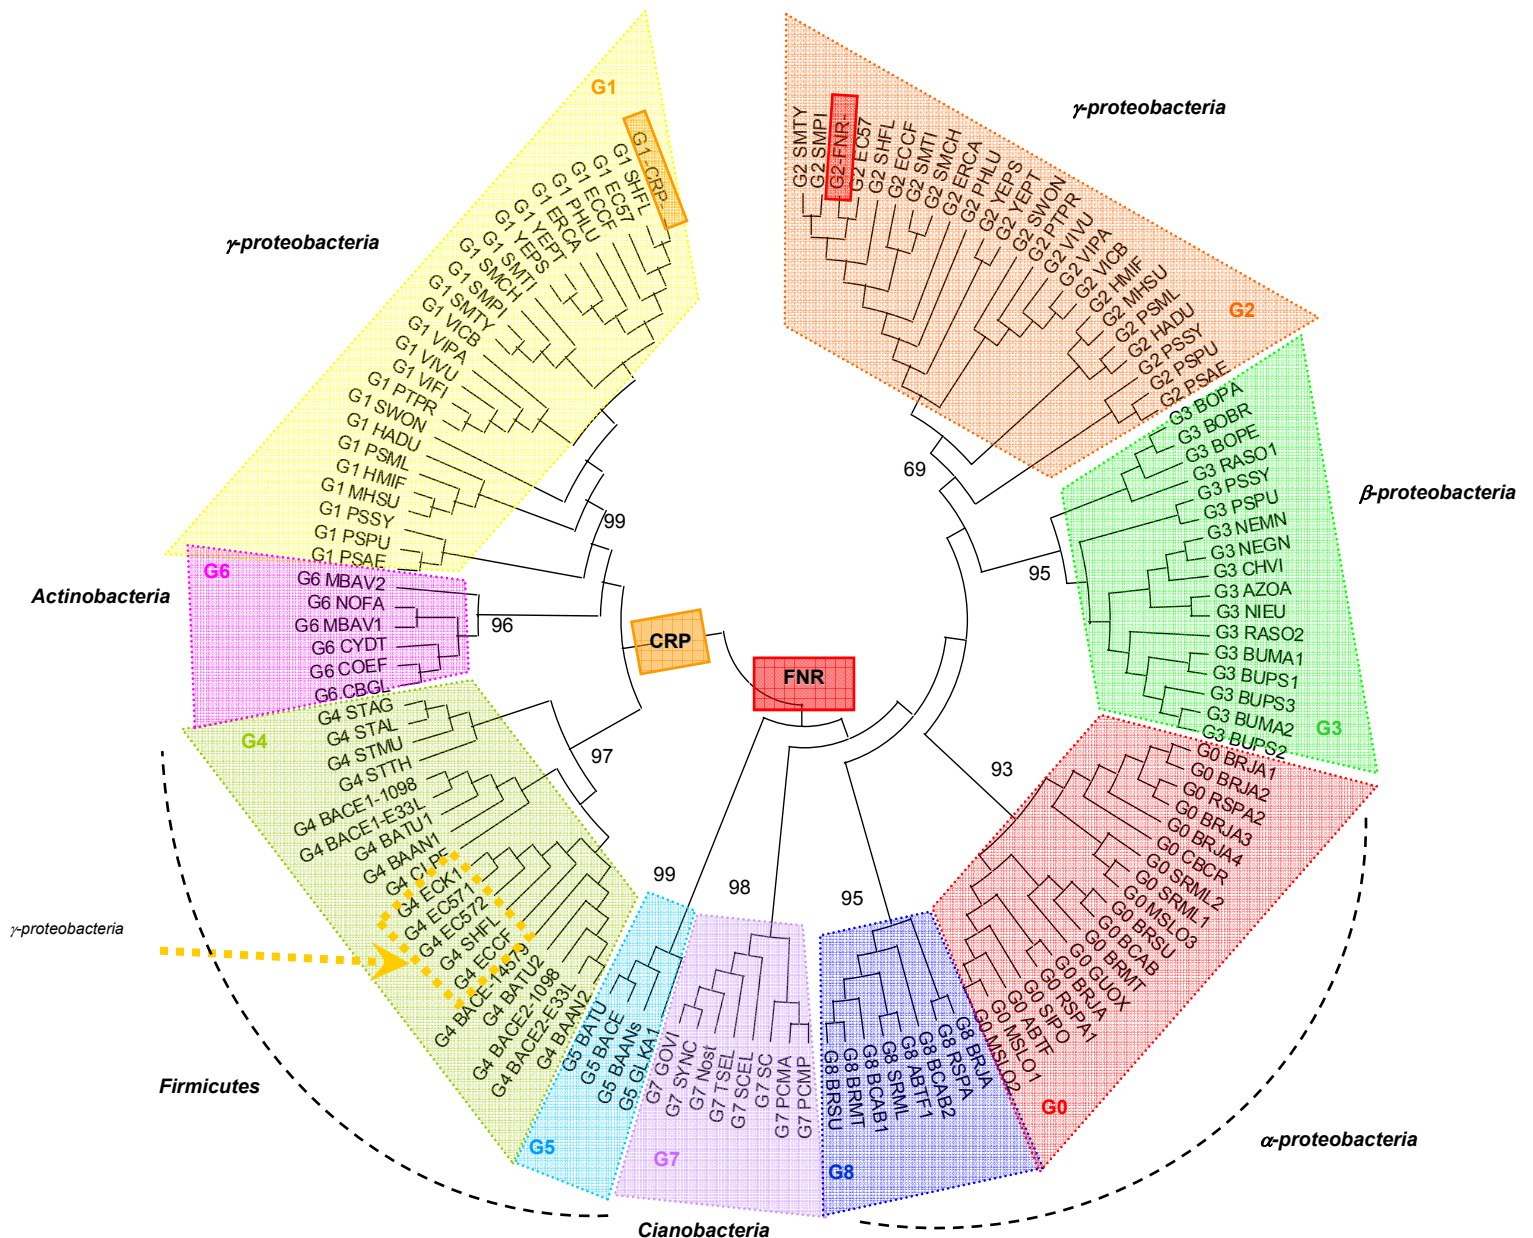 G1
γ-proteobacteria
G1-CRP-
G1 SHFL
G1 EC57
G1 ECCF
G1 PHLU
G1 ERCA
G1 YEPT
G1 YEPS
G1 SMTI
G1 SMCH
G1 SMPI
G1 SMTY
G1 VICB
G1 VIPA
G1 VIVU
G1 VIFI
G1 PTPR
G1 SWON
G1 HADU
G1 PSML
G1 HMIF
G1 MHSU
G1 PSSY
G1 PSPU
G1 PSAE
99
G2
γ-proteobacteria
G2 SMTY
G2 SMPI
G2-FNR-
G2 EC57
G2 SHFL
G2 ECCF
G2 SMTI
G2 SMCH
G2 ERCA
G2 PHLU
G2 YEPS
G2 YEPT
G2 SWON
G2 PTPR
G2 VIVU
G2 VIPA
G2 VICB
G2 HMIF
G2 MHSU
G2 PSML
G2 HADU
G2 PSSY
G2 PSPU
G2 PSAE
69
β-proteobacteria
G3 BOPA
G3 BOBR
G3 BOPE
G3 RASO1
G3 PSSY
G3 PSPU
G3 NEMN
G3 NEGN
G3 CHVI
G3 AZOA
G3 NIEU
G3 RASO2
G3 BUMA1
G3 BUPS1
G3 BUPS3
G3 BUMA2
G3 BUPS2
G3
95
Actinobacteria
G6
G6 MBAV2
G6 NOFA
G6 MBAV1
G6 CYDT
G6 COEF
G6 CBGL
96
CRP
FNR
G4
G4 STAG
G4 STAL
G4 STMU
G4 STTH
G4 BACE1-1098
G4 BACE1-E33L
G4 BATU1
G4 BAAN1
G4 CLPE
G4 ECK1
G4 EC571
G4 EC572
G4 SHFL
G4 ECCF
G4 BACE-14579
G4 BATU2
G4 BACE2-1098
G4 BACE2-E33L
G4 BAAN2
97
γ-proteobacteria
Firmicutes
99
G5 BATU
G5 BACE
G5 BAANs
G5 GLKA1
G5
98
G7 GOVI
G7 SYNC
G7 Nost
G7 TSEL
G7 SCEL
G7 SC
G7 PCMA
G7 PCMP
G7
Cianobacteria
95
G8 BRSU
G8 BRMT
G8 BCAB1
G8 SRML
G8 ABTF1
G8 BCAB2
G8 RSPA
G8 BRJA
G8
93
G0 BRJA1
G0 BRJA2
G0 RSPA2
G0 BRJA3
G0 BRJA4
G0 CBCR
G0 SRML2
G0 SRML1
G0 MSLO3
G0 BRSU
G0 BCAB
G0 BRMT
G0 GUOX
G0 BRJA
G0 RSPA1
G0 SIPO
G0 ABTF
G0 MSLO1
G0 MSLO2
G0
α-proteobacteria